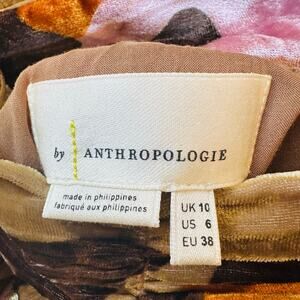 by ANTHROPOLOGIE
made in philippines
fabriqué aux philippines
UK 10
US 6
EU 38